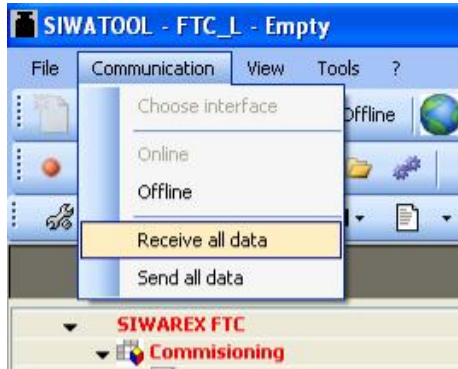 SIWATOOL - FTC_L - Empty
File Communication View Tools ?
Choose interface
Offline
Online
Offline
Receive all data
Send all data
SIWAREX FTC
Commisioning